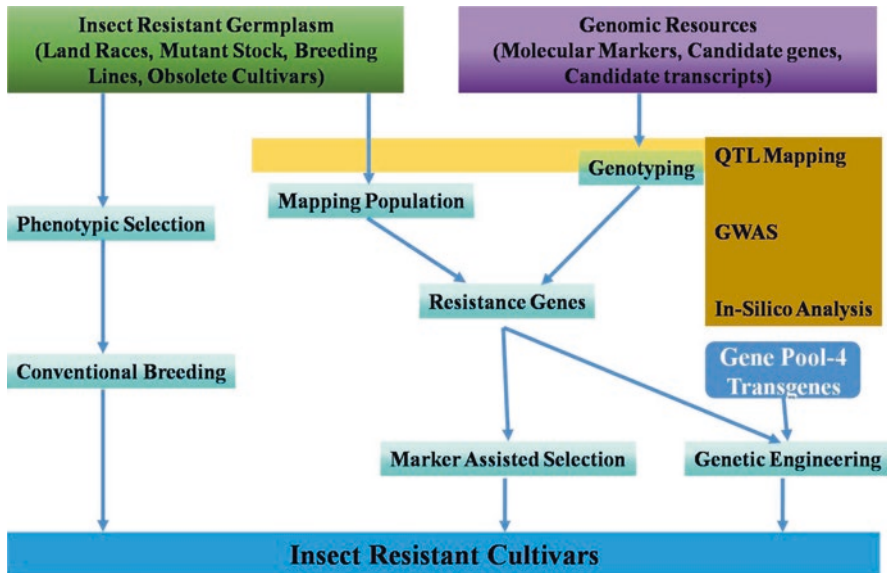 Insect Resistant Germplasm
(Land Races, Mutant Stock, Breeding
Lines, Obsolete Cultivars)
Genomic Resources
(Molecular Markers, Candidate genes,
Candidate transcripts)
QTL Mapping
Genotyping
Mapping Population
Phenotypic Selection
GWAS
Resistance Genes
In-Silico Analysis
Conventional Breeding
Gene Pool-4
Transgenes
Marker Assisted Selection
Genetic Engineering
Insect Resistant Cultivars